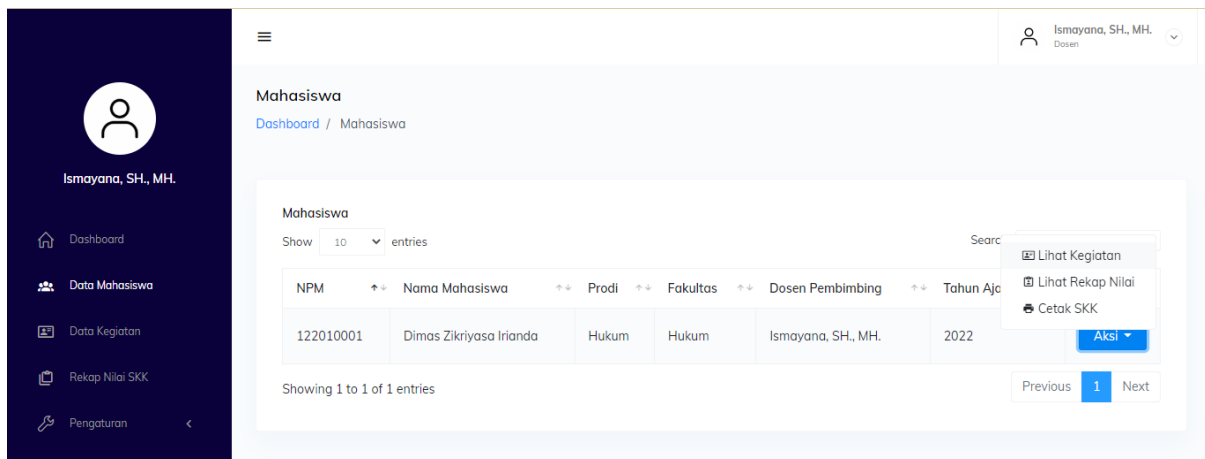 Ismayana, SH., MH.
Dosen
Ismayana, SH., MH.
Dashboard
Data Mahasiswa
Data Kegiatan
Rekap Nilai SKK
Pengaturan
Mahasiswa
Dashboard / Mahasiswa
Mahasiswa
Show 10 entries
Searc
Lihat Kegiatan
Lihat Rekap Nilai
Cetak SKK
NPM Nama Mahasiswa Prodi Fakultas Dosen Pembimbing Tahun Aja
122010001 Dimas Zikriyasa Irianda Hukum Hukum Ismayana, SH., MH. 2022 Aksi
Showing 1 to 1 of 1 entries
Previous 1 Next